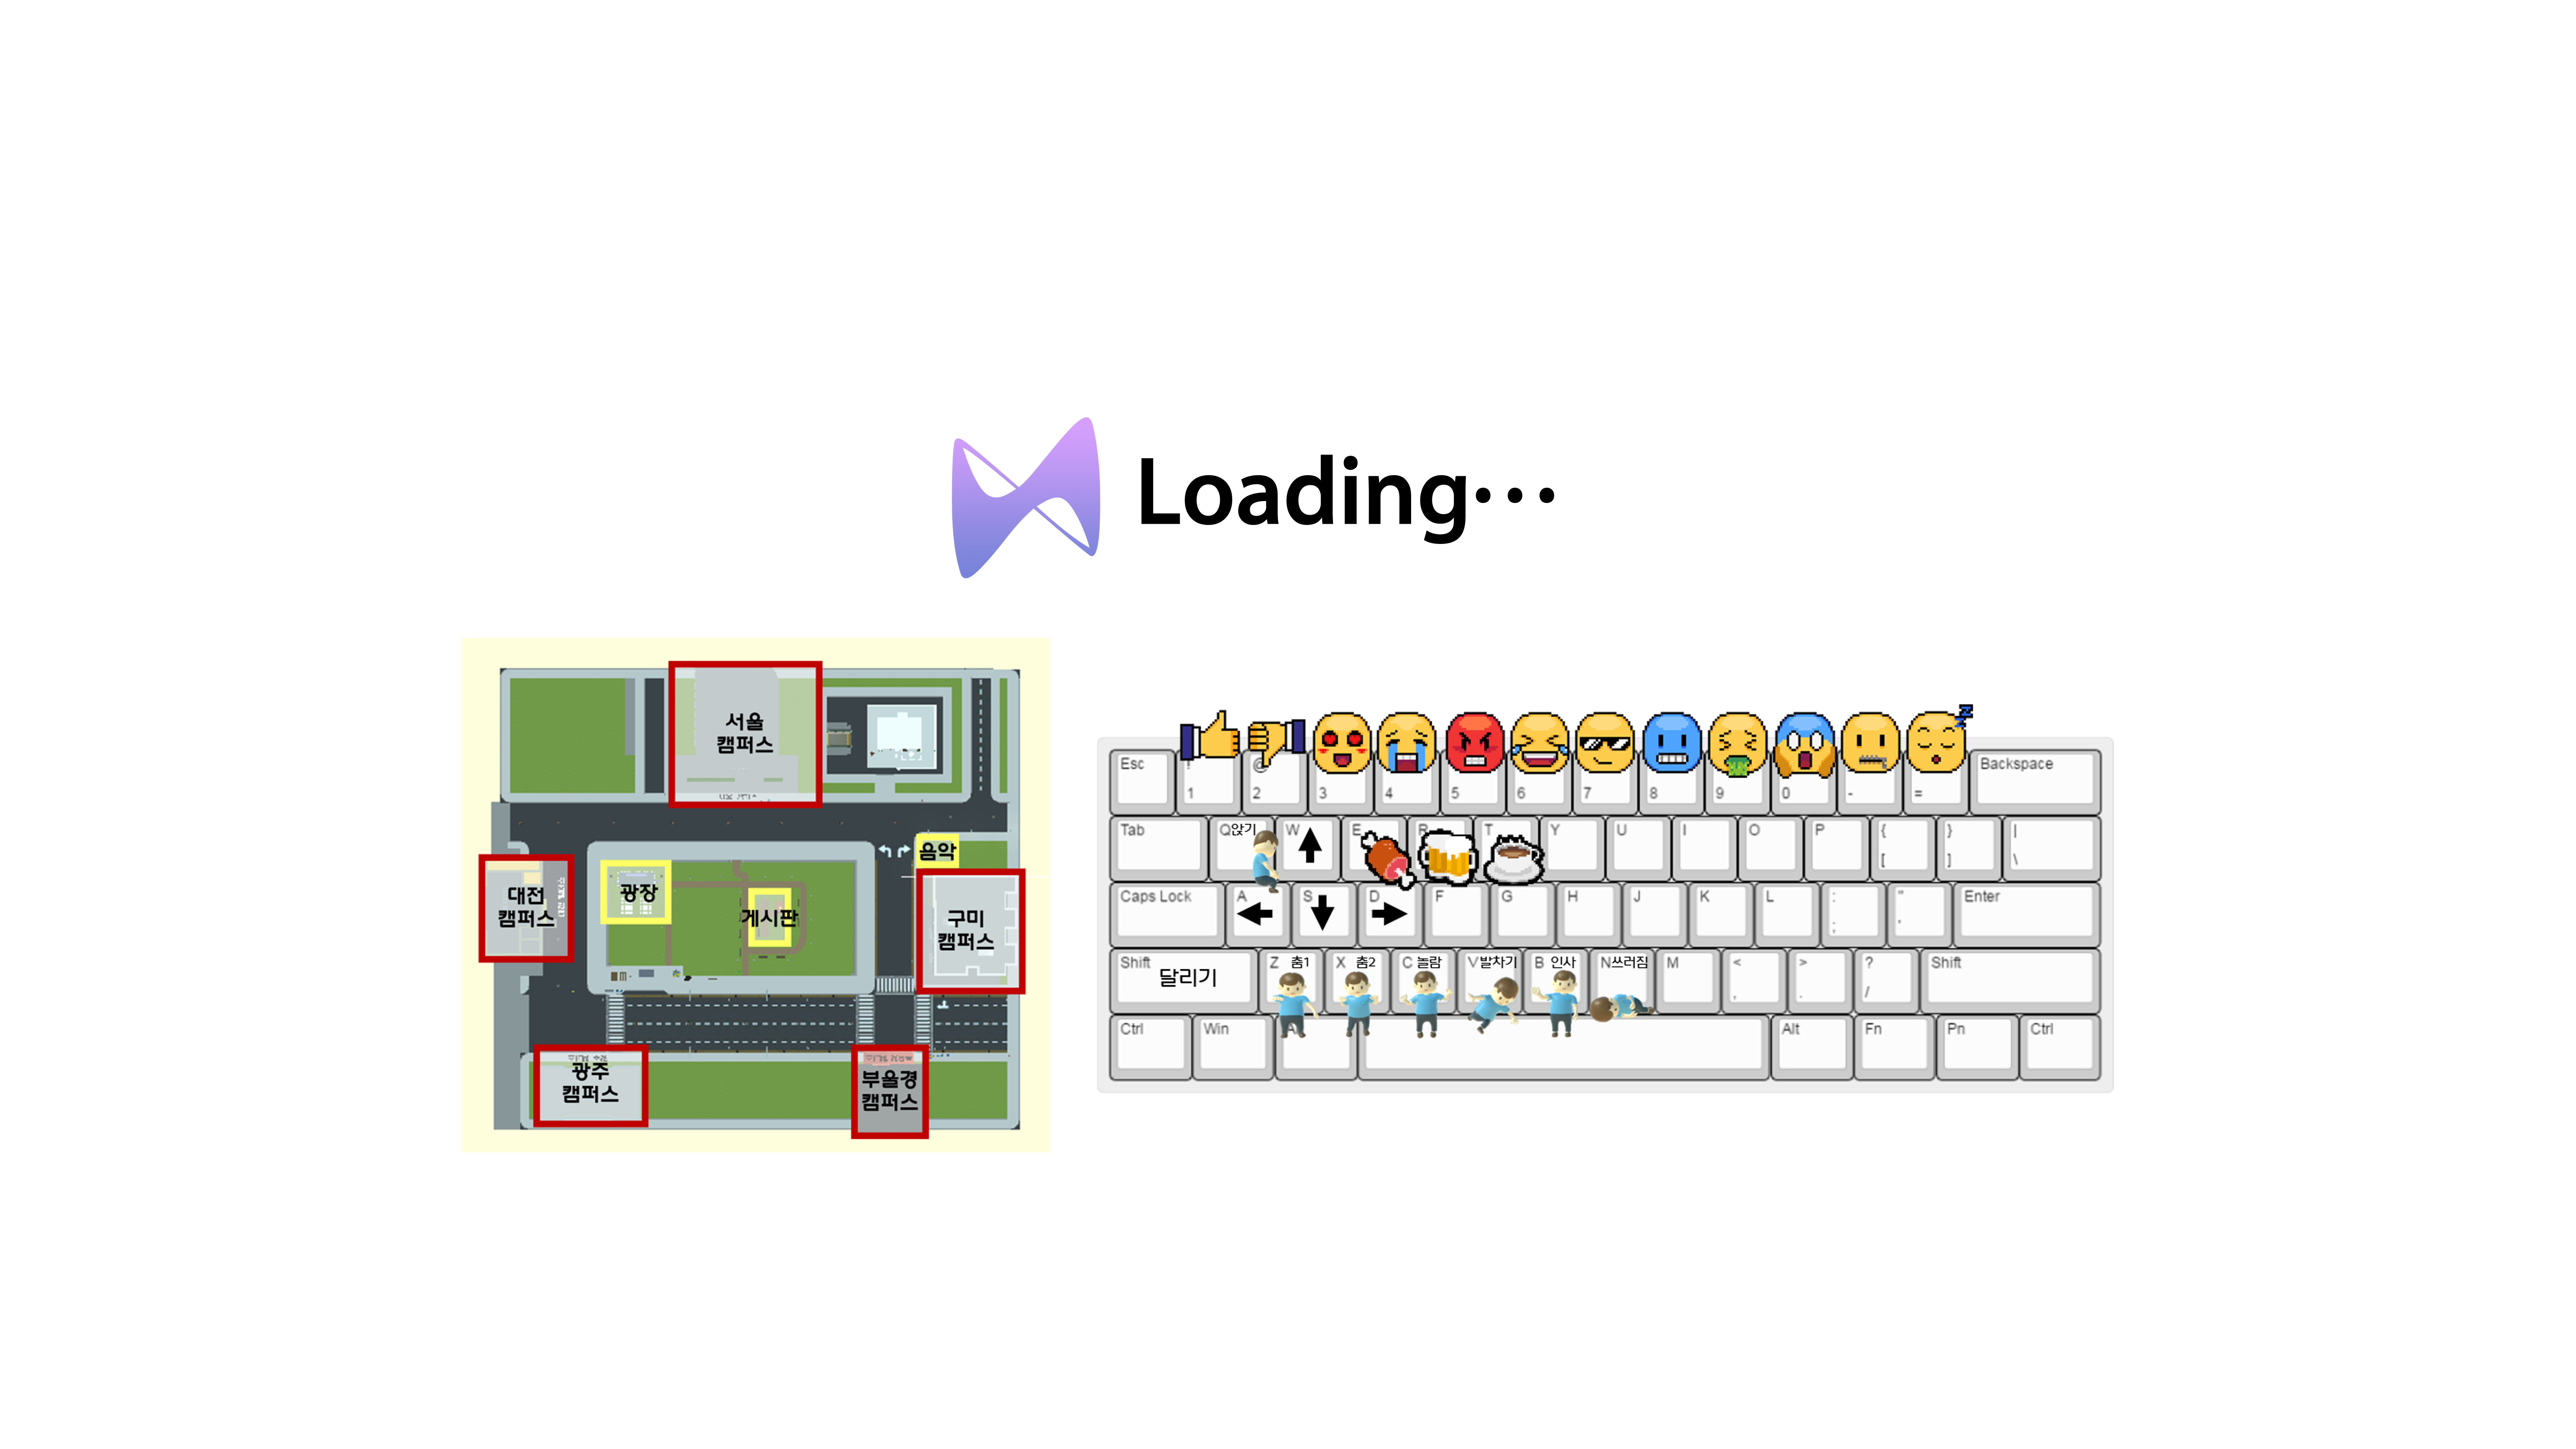 Loading···
서울
캠퍼스
음악
대전
캠퍼스
광장
게시판
구미
캠퍼스
광주
캠퍼스
부울경
캠퍼스
Esc ! 1 @ 2 3 4 5 6 7 8 9 0 - = Backspace
Tab Q앉기 W E R T Y U I O P { [ } ] | \
Caps Lock A S D F G H J K L : ; " ' Enter
Shift 달리기 Z 춤1 X 춤2 C 놀람 V발차기 B 인사 N쓰러짐 M < , > . ? / Shift
Ctrl Win Alt Fn Pn Ctrl